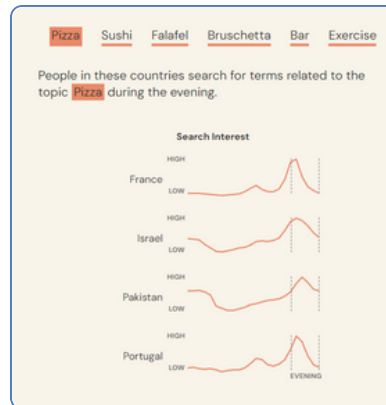 Pizza Sushi Falafel Bruschetta Bar Exercise
People in these countries search for terms related to the
topic Pizza during the evening.
Search Interest
HIGH
France
LOW
HIGH
Israel
LOW
HIGH
Pakistan
LOW
HIGH
Portugal
LOW
EVENING